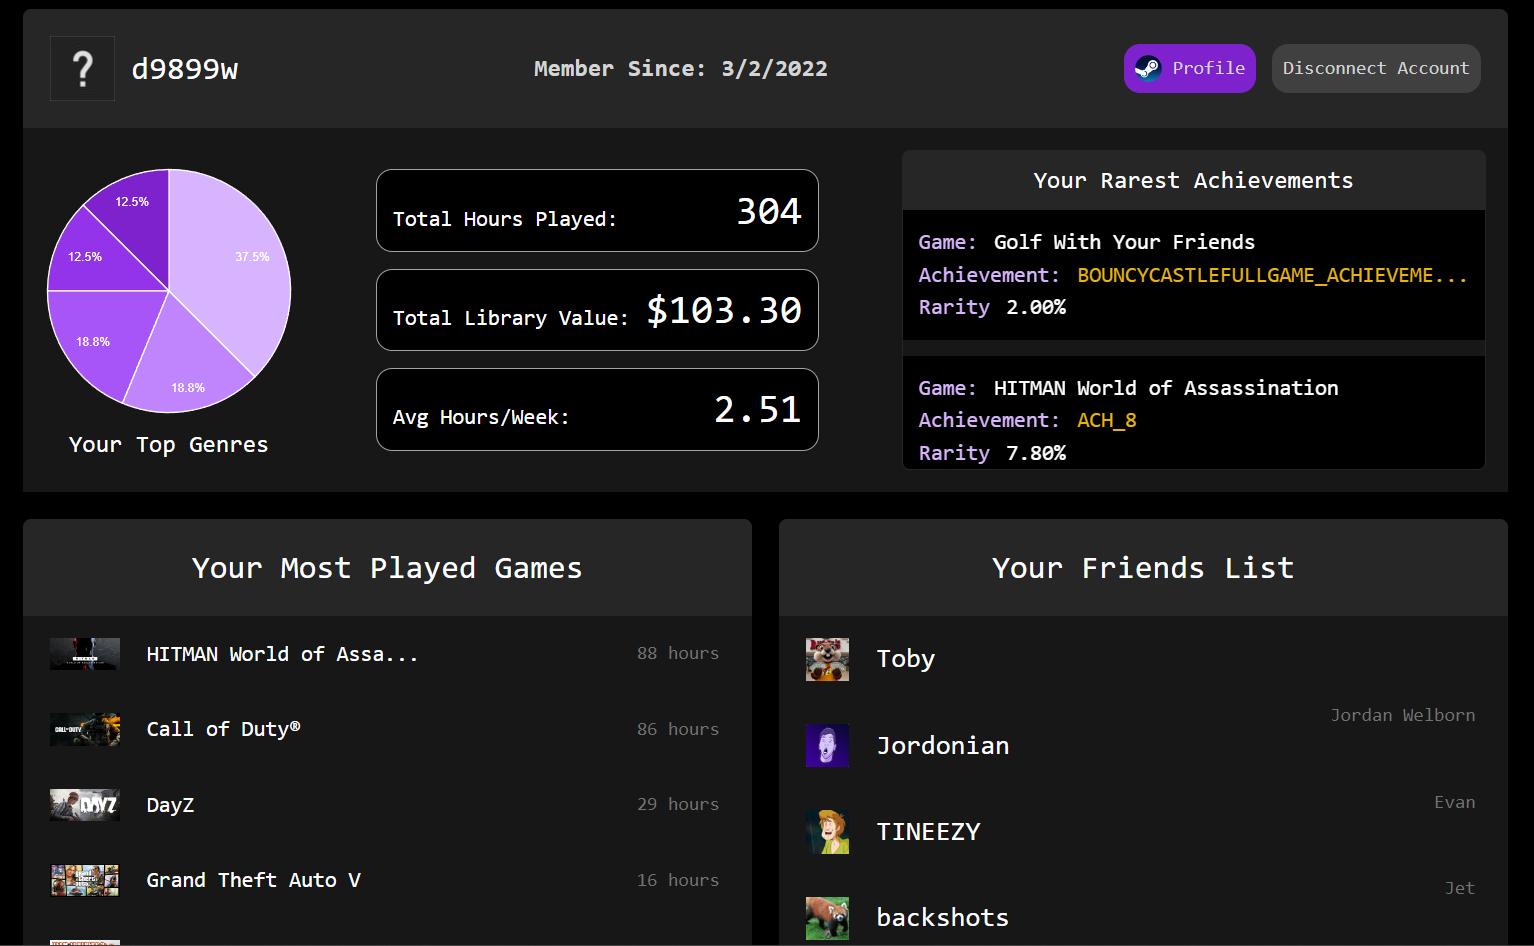 ?
d9899w
Member Since: 3/2/2022
Profile
Disconnect Account
12.5%
37.5%
12.5%
18.8%
18.8%
Your Top Genres
Total Hours Played: 304
Total Library Value: $103.30
Avg Hours/Week: 2.51
Your Rarest Achievements
Game: Golf With Your Friends
Achievement: BOUNCYCASTLEFULLGAME_ACHIEVEME...
Rarity 2.00%
Game: HITMAN World of Assassination
Achievement: ACH_8
Rarity 7.80%
Your Most Played Games
HITMAN World of Assa... 88 hours
CALL OF DUTY
Call of Duty® 86 hours
DAYZ
DayZ 29 hours
Grand Theft Auto V 16 hours
Your Friends List
Toby
Jordan Welborn
Jordonian
Evan
TINEEZY
Jet
backshots